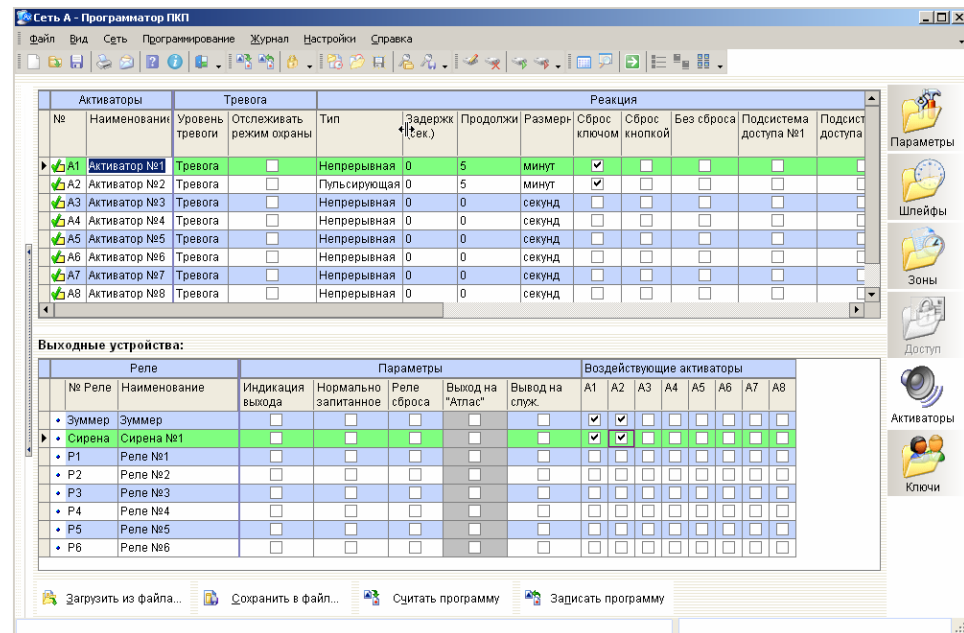 Сеть А - Программатор ПКП
Файл Вид Сеть Программирование Журнал Настройки Справка
Активаторы Тревога Реакция
№ Наименование Уровень тревоги Отслеживать режим охраны Тип Задержк (сек.) Продолжи Размерн Сброс ключом Сброс кнопкой Без сброса Подсистема доступа №1 Подсист доступа
A1 Активатор №1 Тревога Непрерывная 0 5 минут
A2 Активатор №2 Тревога Пульсирующая 0 5 минут
A3 Активатор №3 Тревога Непрерывная 0 0 секунд
A4 Активатор №4 Тревога Непрерывная 0 0 секунд
A5 Активатор №5 Тревога Непрерывная 0 0 секунд
A6 Активатор №6 Тревога Непрерывная 0 0 секунд
A7 Активатор №7 Тревога Непрерывная 0 0 секунд
A8 Активатор №8 Тревога Непрерывная 0 0 секунд
Выходные устройства:
Реле Параметры Воздействующие активаторы
№ Реле Наименование Индикация выхода Нормально запитанное Реле сброса Выход на "Атлас" Вывод на служ. A1 A2 A3 A4 A5 A6 A7 A8
Зуммер Зуммер
Сирена Сирена №1
P1 Реле №1
P2 Реле №2
P3 Реле №3
P4 Реле №4
P5 Реле №5
P6 Реле №6
Загрузить из файла... Сохранить в файл... Считать программу Записать программу
Параметры
Шлейфы
Зоны
Доступ
Активаторы
Ключи